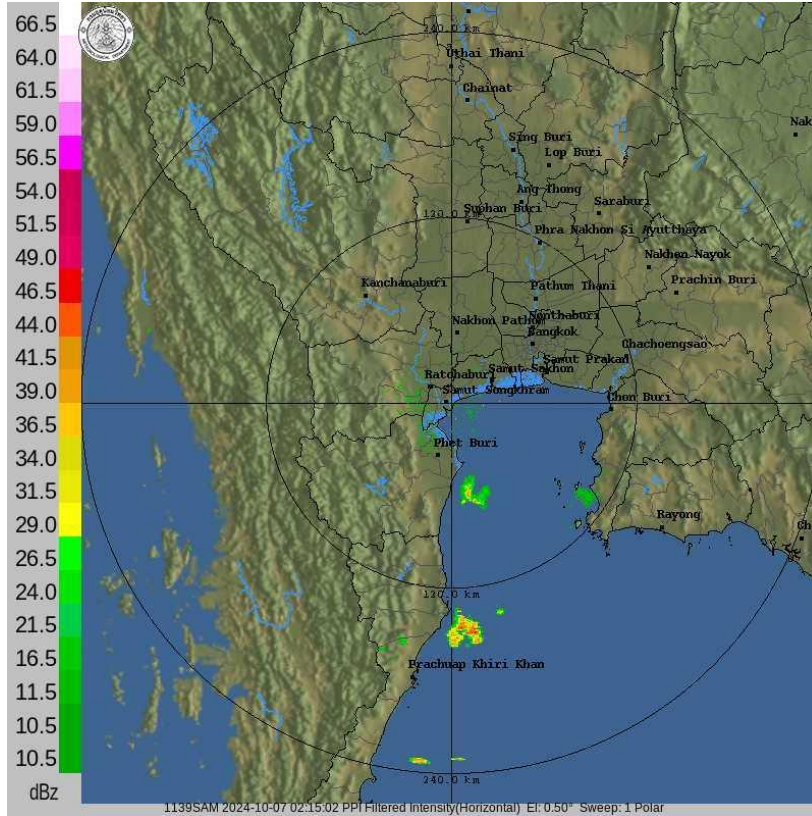 66.5
64.0
61.5
59.0
56.5
54.0
51.5
49.0
46.5
44.0
41.5
39.0
36.5
34.0
31.5
29.0
26.5
24.0
21.5
16.5
11.5
10.5
10.5
dBz
240.0 km
Uthai Thani
Chainat
Sing Buri
Lop Buri
Nak
Ang Thong
Suphan Buri
Saraburi
130.0 km
Phra Nakhon Si Ayutthaya
Nakhon Nayok
Kanchanaburi
Pathum Thani
Prachin Buri
Nonthaburi
Nakhon Pathom
Bangkok
Chachoengsao
Samut Prakan
Samut Sakhon
Ratchaburi
Samut Songkhram
Chon Buri
Phet Buri
Rayong
Ch
130.0 km
Prachuap Khiri Khan
240.0 km
1139SAM 2024-10-07 02:15:02 PPI Filtered Intensity(Horizontal) El: 0.50° Sweep: 1 Polar